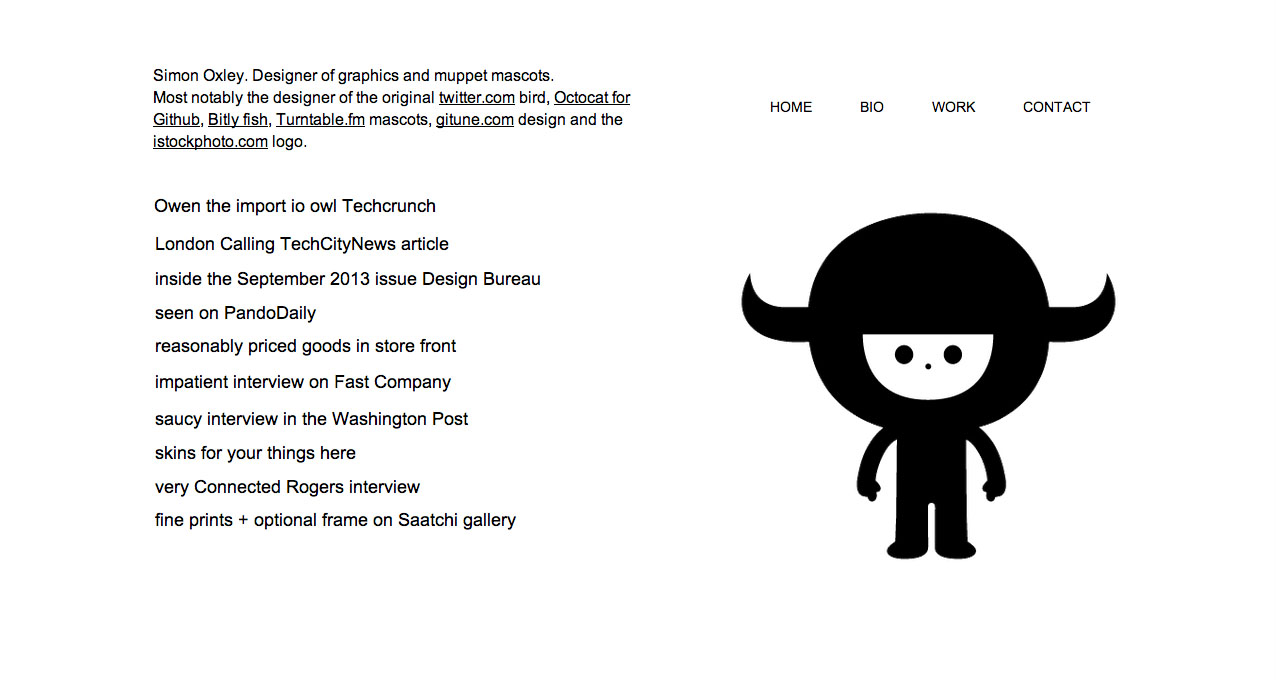 Simon Oxley. Designer of graphics and muppet mascots.
Most notably the designer of the original twitter.com bird, Octocat for
Github, Bitly fish, Turntable.fm mascots, gitune.com design and the
istockphoto.com logo.
HOME BIO WORK CONTACT
Owen the import io owl Techcrunch
London Calling TechCityNews article
inside the September 2013 issue Design Bureau
seen on PandoDaily
reasonably priced goods in store front
impatient interview on Fast Company
saucy interview in the Washington Post
skins for your things here
very Connected Rogers interview
fine prints + optional frame on Saatchi gallery